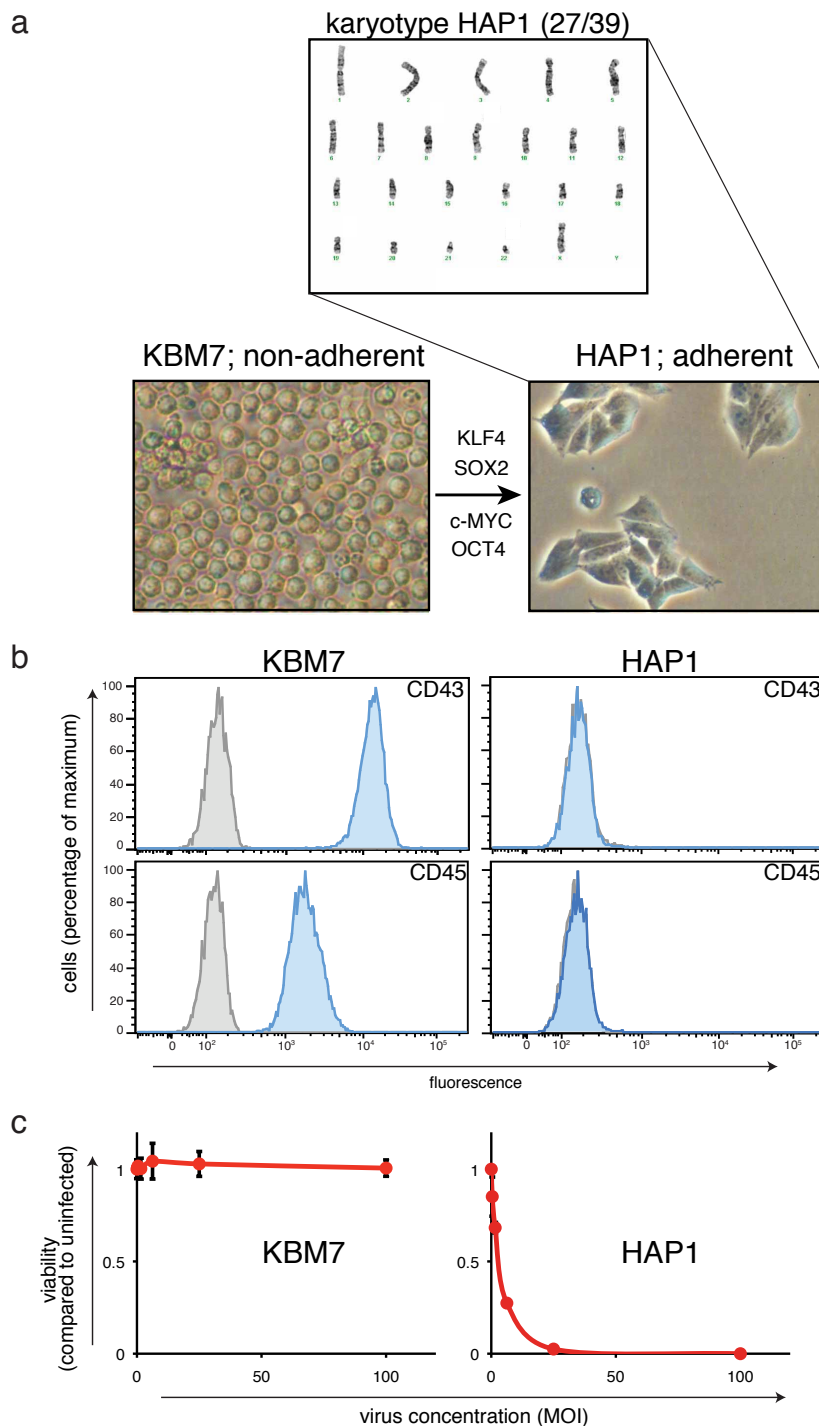 a
karyotype HAP1 (27/39)
1 2 3 4 5
6 7 8 9 10 11 12
13 14 15 16 17 18
19 20 21 22 X Y
KBM7; non-adherent
HAP1; adherent
KLF4
SOX2
c-MYC
OCT4
b
KBM7
HAP1
cells (percentage of maximum)
100
80
60
40
20
0
CD43
CD43
100
80
60
40
20
0
CD45
CD45
0 10² 10³ 10⁴ 10⁵
0 10² 10³ 10⁴ 10⁵
fluorescence
c
viability
(compared to uninfected)
1
0.5
0
KBM7
0 50 100
1
0.5
0
HAP1
0 50 100
virus concentration (MOI)